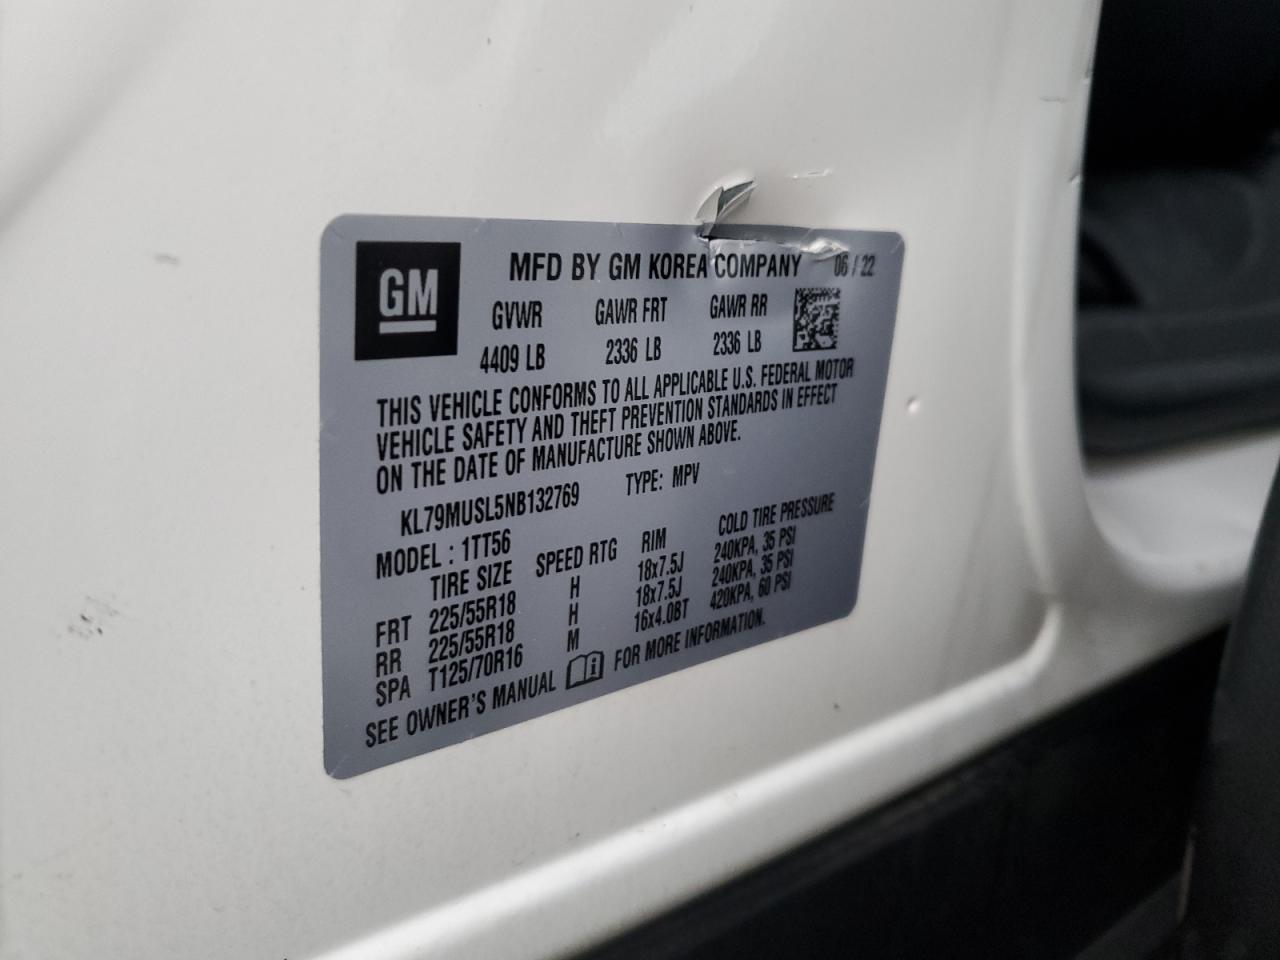 GM
MFD BY GM KOREA COMPANY 06 / 22
GVWR GAWR FRT GAWR RR
4409 LB 2336 LB 2336 LB
THIS VEHICLE CONFORMS TO ALL APPLICABLE U.S. FEDERAL MOTOR
VEHICLE SAFETY AND THEFT PREVENTION STANDARDS IN EFFECT
ON THE DATE OF MANUFACTURE SHOWN ABOVE.
KL79MUSL5NB132769 TYPE: MPV
MODEL : 1TT56
TIRE SIZE SPEED RTG RIM COLD TIRE PRESSURE
FRT 225/55R18 H 18x7.5J 240KPA, 35 PSI
RR 225/55R18 H 18x7.5J 240KPA, 35 PSI
SPA T125/70R16 M 16x4.0BT 420KPA, 60 PSI
SEE OWNER'S MANUAL FOR MORE INFORMATION.